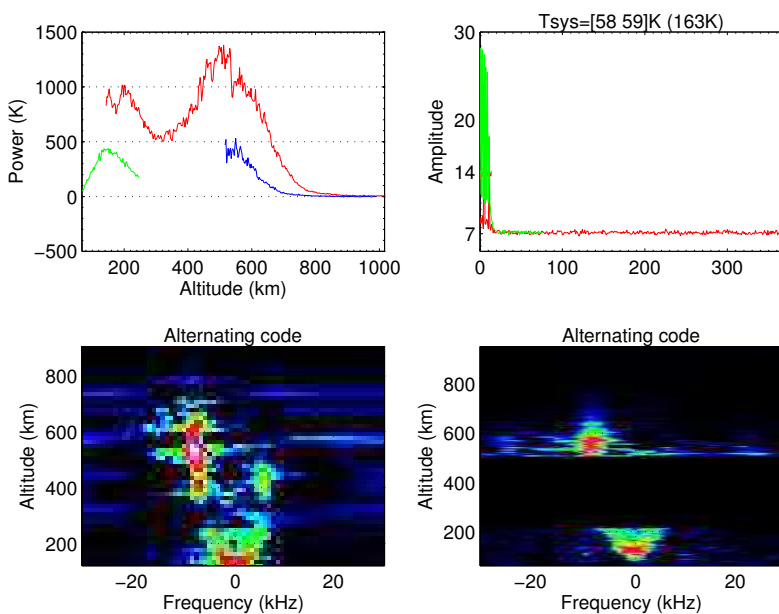 1500
1000
500
0
−500
Power (K)
200 400 600 800 1000
Altitude (km)
Tsys=[58 59]K (163K)
30
20
14
7
Amplitude
0 100 200 300
Alternating code
800
600
400
200
Altitude (km)
−20 0 20
Frequency (kHz)
Alternating code
800
600
400
200
Altitude (km)
−20 0 20
Frequency (kHz)